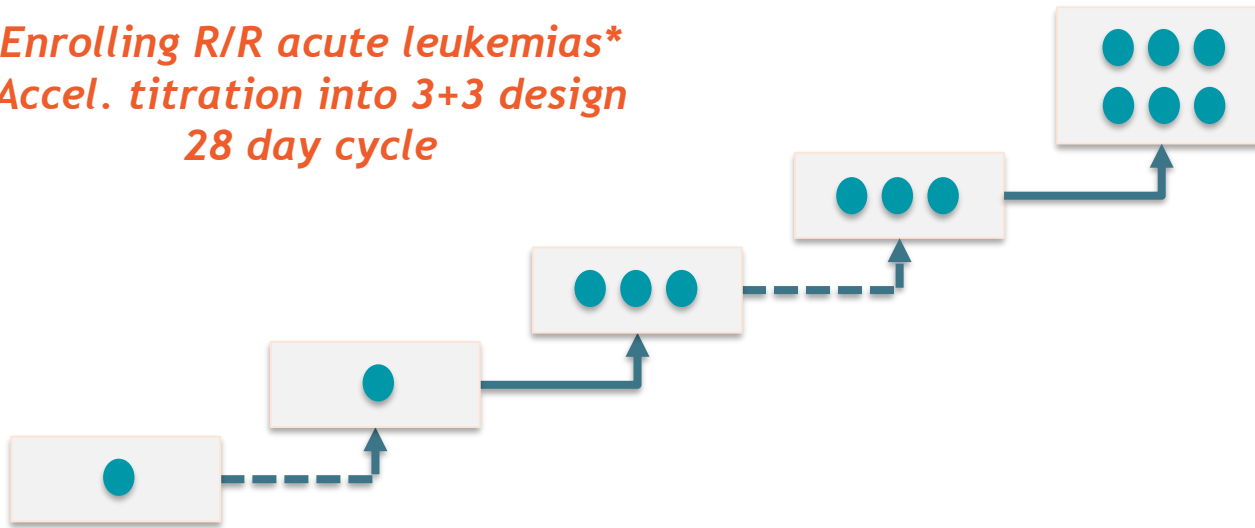 Enrolling R/R acute leukemias*
Accel. titration into 3+3 design
28 day cycle